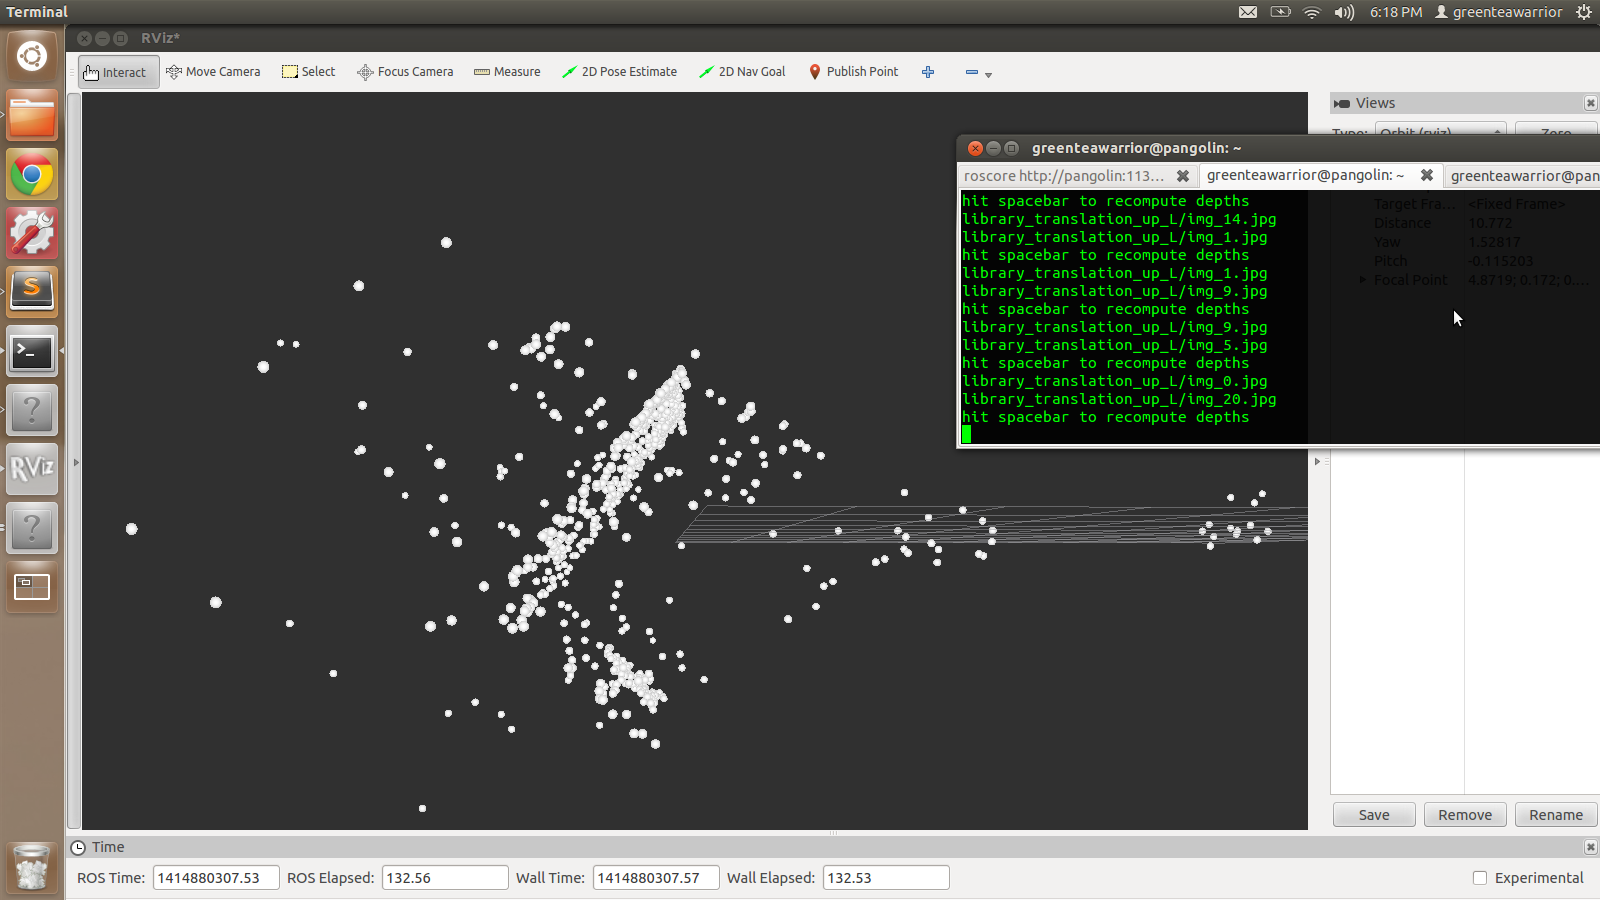 Terminal
6:18 PM greenteawarrior
RViz*
Interact Move Camera Select Focus Camera Measure 2D Pose Estimate 2D Nav Goal Publish Point
Views
Type: Orbit (rviz) Zero
greenteawarrior@pangolin: ~
roscore http://pangolin:113... greenteawarrior@pangolin: ~ greenteawarrior@pan
hit spacebar to recompute depths
library_translation_up_L/img_14.jpg
library_translation_up_L/img_1.jpg
hit spacebar to recompute depths
library_translation_up_L/img_1.jpg
library_translation_up_L/img_9.jpg
hit spacebar to recompute depths
library_translation_up_L/img_9.jpg
library_translation_up_L/img_5.jpg
hit spacebar to recompute depths
library_translation_up_L/img_0.jpg
library_translation_up_L/img_20.jpg
hit spacebar to recompute depths
Target Fra... <Fixed Frame>
Distance 10.772
Yaw 1.52817
Pitch -0.115203
Focal Point 4.8719; 0.172; 0....
S
>_
?
RViz
?
Save Remove Rename
Time
ROS Time: 1414880307.53 ROS Elapsed: 132.56 Wall Time: 1414880307.57 Wall Elapsed: 132.53 Experimental